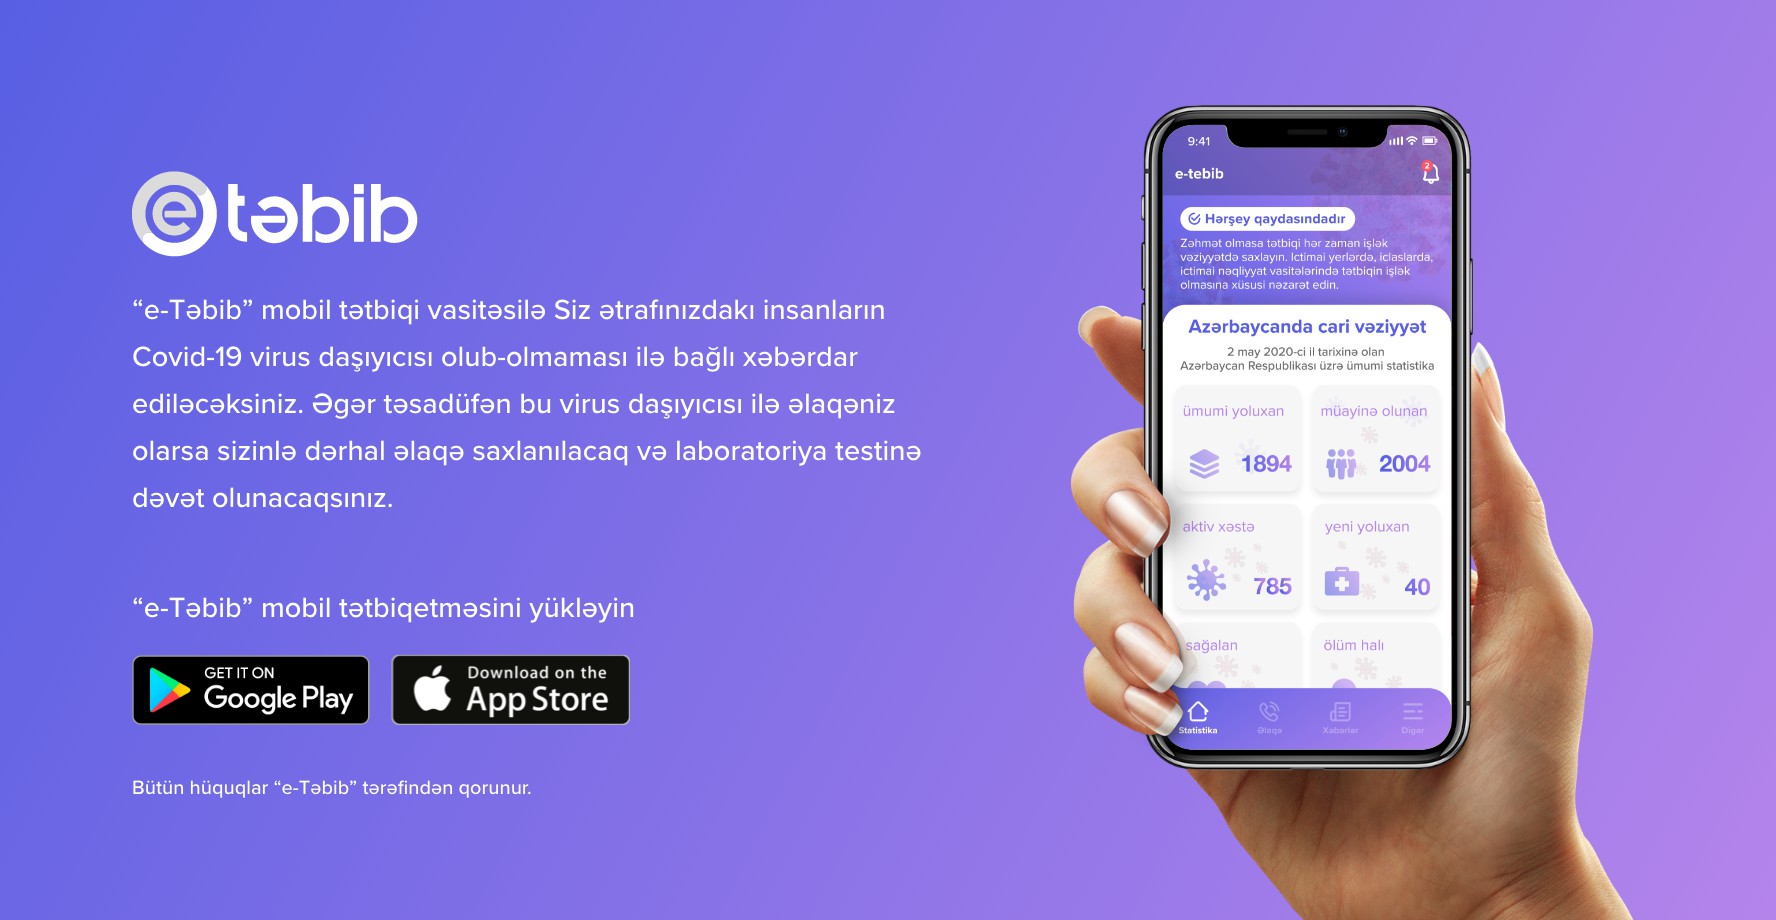 e təbib
“e-Təbib” mobil tətbiqi vasitəsilə Siz ətrafınızdakı insanların
Covid-19 virus daşıyıcısı olub-olmaması ilə bağlı xəbərdar
ediləcəksiniz. Əgər təsadüfən bu virus daşıyıcısı ilə əlaqəniz
olarsa sizinlə dərhal əlaqə saxlanılacaq və laboratoriya testinə
dəvət olunacaqsınız.
“e-Təbib” mobil tətbiqetməsini yükləyin
GET IT ON
Google Play
Download on the
App Store
Bütün hüquqlar “e-Təbib” tərəfindən qorunur.
9:41
e-tebib
2
Hərşey qaydasındadır
Zəhmət olmasa tətbiqi hər zaman işlək
vəziyyətdə saxlayın. Ictimai yerlərdə, iclaslarda,
ictimai nəqliyyat vasitələrində tətbiqin işlək
olmasına xüsusi nəzarət edin.
Azərbaycanda cari vəziyyət
2 may 2020-ci il tarixinə olan
Azərbaycan Respublikası üzrə ümumi statistika
ümumi yoluxan
1894
müayinə olunan
2004
aktiv xəstə
785
yeni yoluxan
40
sağalan
ölüm halı
Statistika
Əlaqə
Xəbərlər
Digər